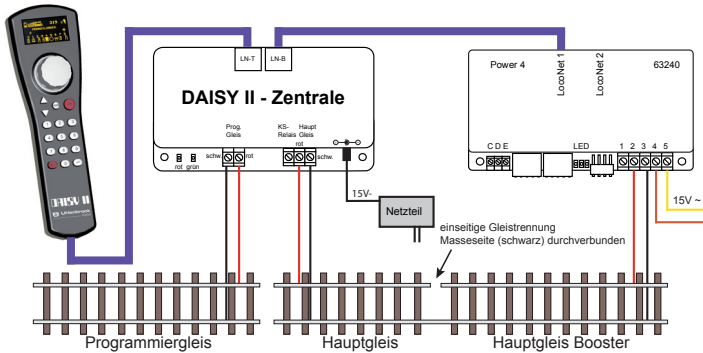 LN-T
LN-B
DAISY II - Zentrale
Prog.
Gleis
KS-
Relais
Haupt
Gleis
rot
schw.
rot
schw.
rot grün
15V-
Netzteil
Power 4
LocoNet 1
LocoNet 2
63240
C D E
LED
1 2 3 4 5
15V ~
einseitige Gleistrennung
Masseseite (schwarz) durchverbunden
DAISY II
Uhlenbrock
Programmiergleis
Hauptgleis
Hauptgleis Booster